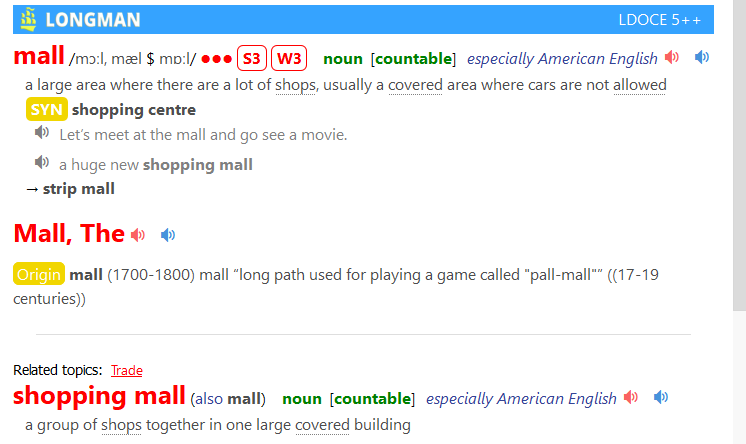 LONGMAN LDOCE 5++
mall /mɔːl, mæl $ mɒːl/ ●●● S3 W3 noun [countable] especially American English
a large area where there are a lot of shops, usually a covered area where cars are not allowed
SYN shopping centre
Let’s meet at the mall and go see a movie.
a huge new shopping mall
→ strip mall
Mall, The
Origin mall (1700-1800) mall “long path used for playing a game called "pall-mall"” ((17-19
centuries))
Related topics: Trade
shopping mall (also mall) noun [countable] especially American English
a group of shops together in one large covered building